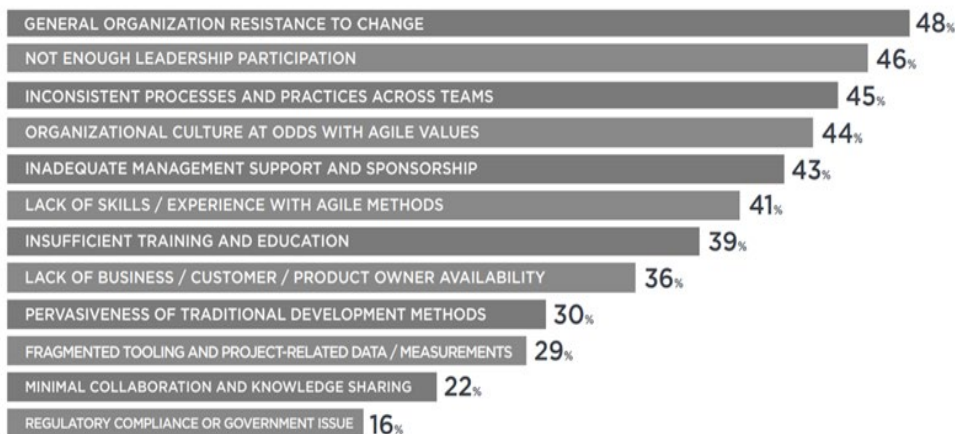 GENERAL ORGANIZATION RESISTANCE TO CHANGE 48%
NOT ENOUGH LEADERSHIP PARTICIPATION 46%
INCONSISTENT PROCESSES AND PRACTICES ACROSS TEAMS 45%
ORGANIZATIONAL CULTURE AT ODDS WITH AGILE VALUES 44%
INADEQUATE MANAGEMENT SUPPORT AND SPONSORSHIP 43%
LACK OF SKILLS / EXPERIENCE WITH AGILE METHODS 41%
INSUFFICIENT TRAINING AND EDUCATION 39%
LACK OF BUSINESS / CUSTOMER / PRODUCT OWNER AVAILABILITY 36%
PERVASIVENESS OF TRADITIONAL DEVELOPMENT METHODS 30%
FRAGMENTED TOOLING AND PROJECT-RELATED DATA / MEASUREMENTS 29%
MINIMAL COLLABORATION AND KNOWLEDGE SHARING 22%
REGULATORY COMPLIANCE OR GOVERNMENT ISSUE 16%